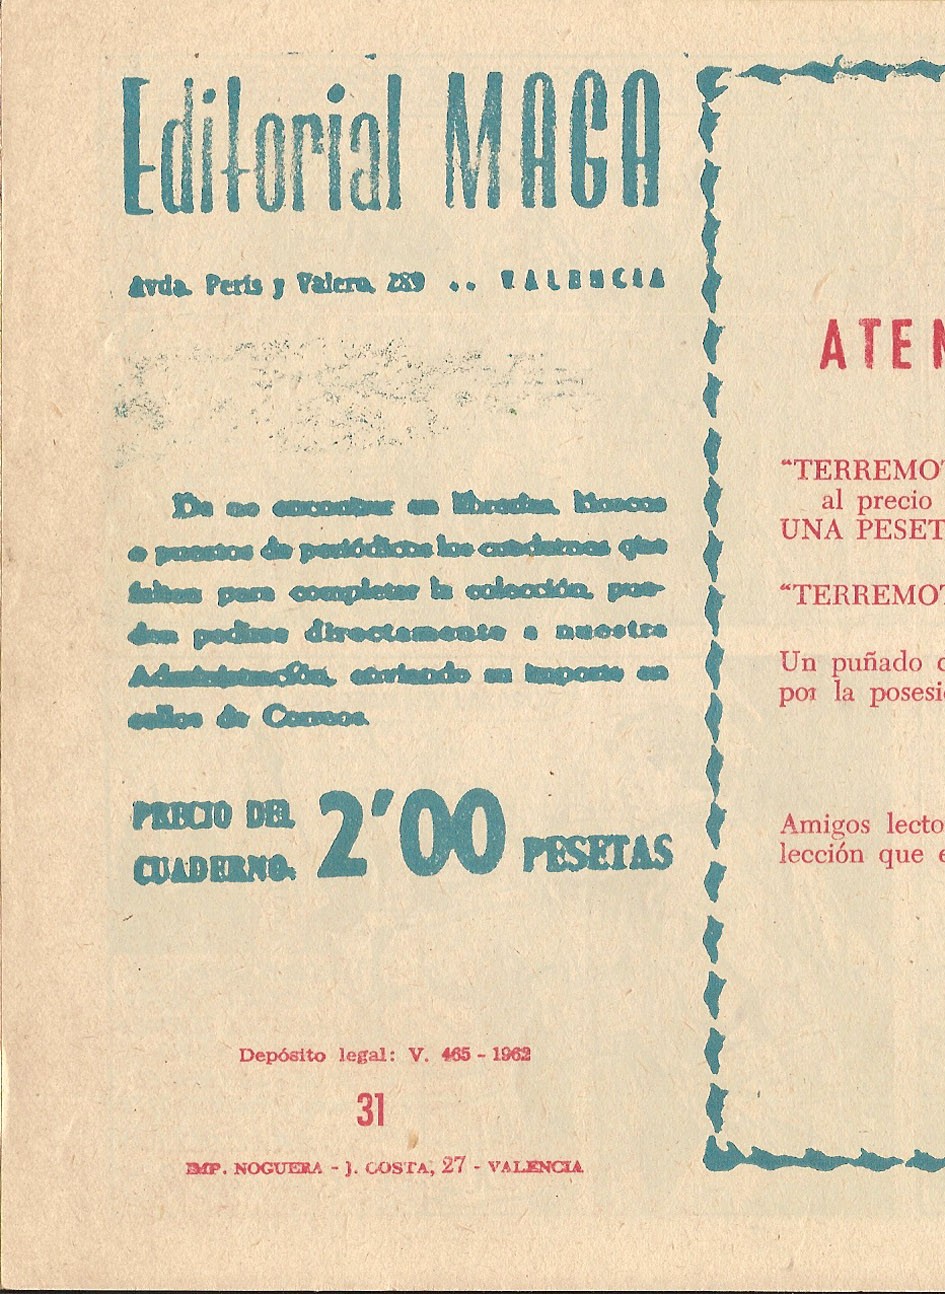 Editorial MAGA
Avda. Peris y Valero, 289 .. VALENCIA
De no encontrar en librerías, kioscos
o puestos de periódicos los cuadernos que
faltan para completar la colección, pue-
den pedirse directamente a nuestra
Administración, enviando su importe en
sellos de Correos.
PRECIO DEL
CUADERNO. 2'00 PESETAS
Depósito legal: V. 465 - 1962
31
IMP. NOGUERA - J. COSTA, 27 - VALENCIA
ATEN
“TERREMOT
al precio
UNA PESET
“TERREMOT
Un puñado
por la posesi
Amigos lecto
lección que